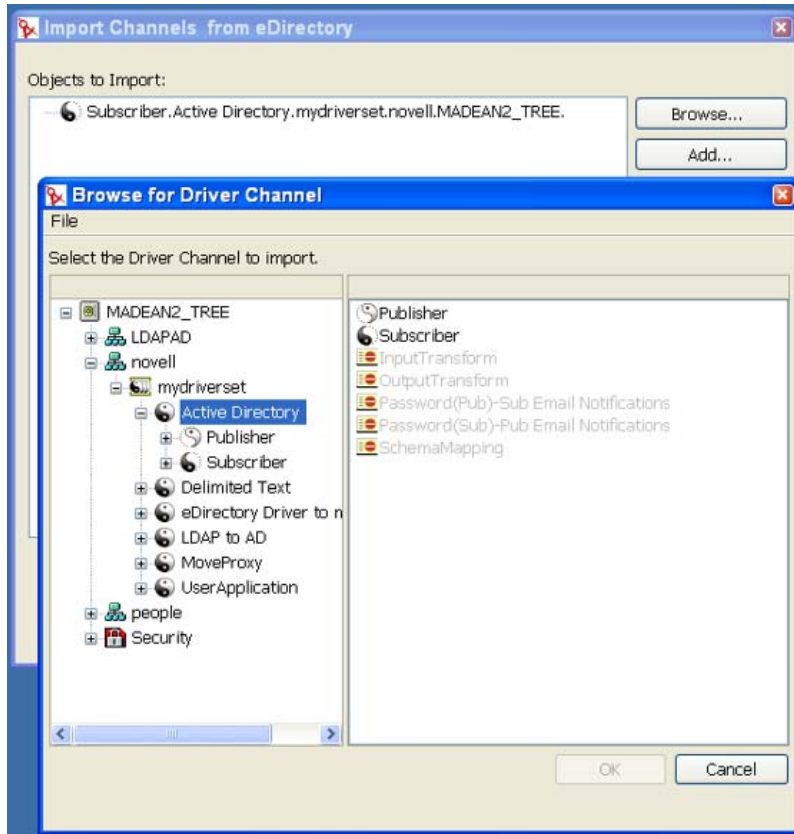 Import Channels from eDirectory
Objects to Import:
Subscriber.Active Directory.mydriverset.novell.MADEAN2_TREE.
Browse...
Add...
Browse for Driver Channel
File
Select the Driver Channel to import.
MADEAN2_TREE
LDAPAD
novell
mydriverset
Active Directory
Publisher
Subscriber
Delimited Text
eDirectory Driver to n
LDAP to AD
MoveProxy
UserApplication
people
Security
Publisher
Subscriber
InputTransform
OutputTransform
Password(Pub)-Sub Email Notifications
Password(Sub)-Pub Email Notifications
SchemaMapping
OK
Cancel